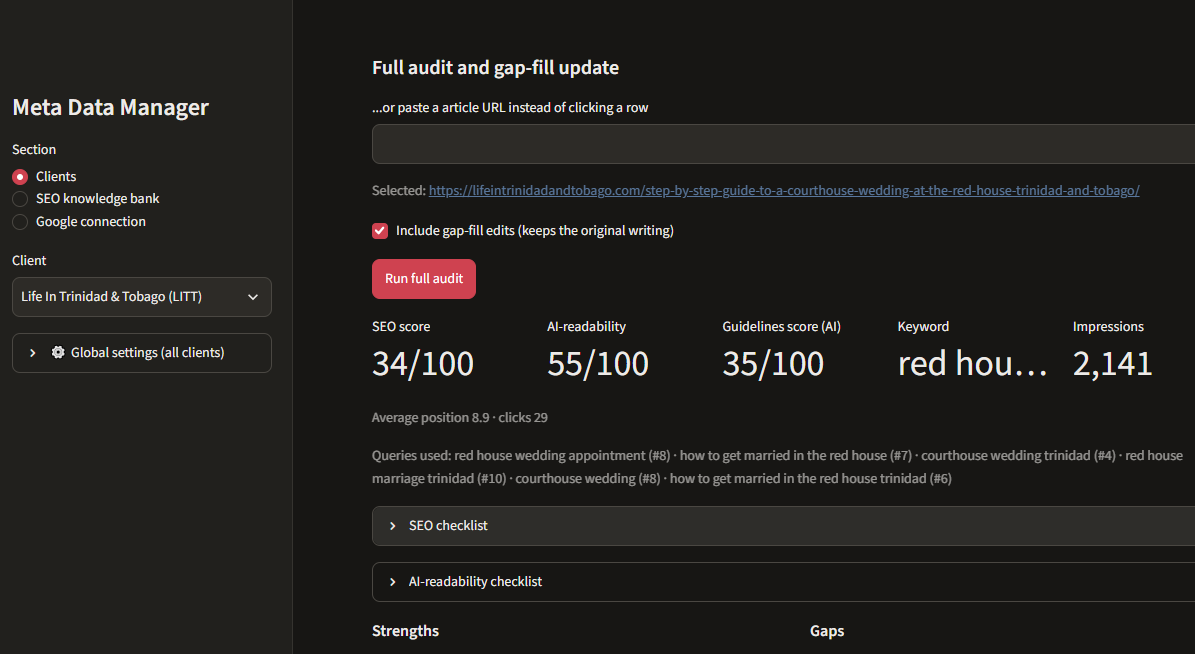 Meta Data Manager
Section
Clients
SEO knowledge bank
Google connection
Client
Life In Trinidad & Tobago (LITT)
Global settings (all clients)
Full audit and gap-fill update
...or paste a article URL instead of clicking a row
Selected: https://lifeintrinidadandtobago.com/step-by-step-guide-to-a-courthouse-wedding-at-the-red-house-trinidad-and-tobago/
Include gap-fill edits (keeps the original writing)
Run full audit
SEO score
34/100
AI-readability
55/100
Guidelines score (AI)
35/100
Keyword
red hou...
Impressions
2,141
Average position 8.9 · clicks 29
Queries used: red house wedding appointment (#8) · how to get married in the red house (#7) · courthouse wedding trinidad (#4) · red house
marriage trinidad (#10) · courthouse wedding (#8) · how to get married in the red house trinidad (#6)
SEO checklist
AI-readability checklist
Strengths
Gaps